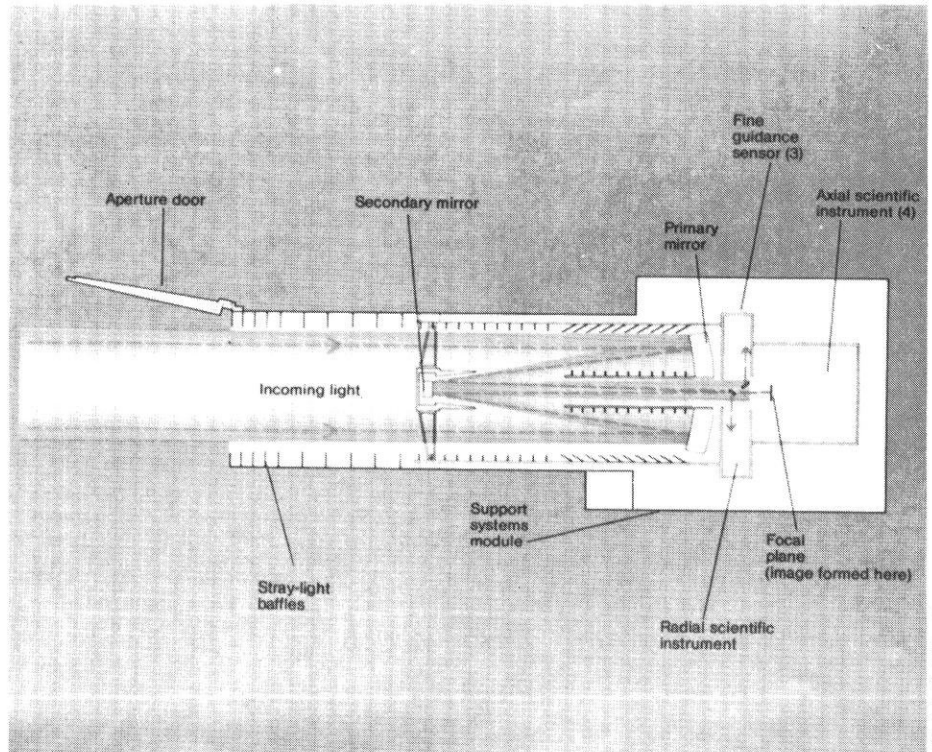 Fine
guidance
sensor (3)
Aperture door
Secondary mirror
Axial scientific
instrument (4)
Primary
mirror
Incoming light
Support
systems
module
Focal
plane
(image formed here)
Stray-light
baffles
Radial scientific
instrument